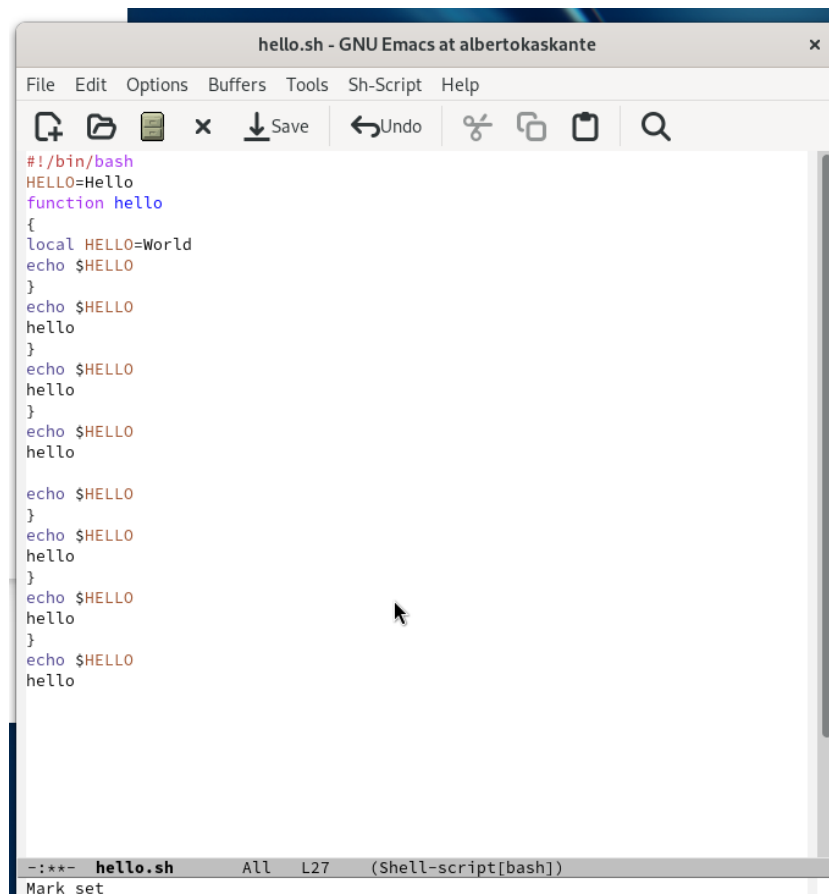 hello.sh - GNU Emacs at albertokaskante ×
File Edit Options Buffers Tools Sh-Script Help
Save Undo
#!/bin/bash
HELLO=Hello
function hello
{
local HELLO=World
echo $HELLO
}
echo $HELLO
hello
}
echo $HELLO
hello
}
echo $HELLO
hello

echo $HELLO
}
echo $HELLO
hello
}
echo $HELLO
hello
}
echo $HELLO
hello
-:**- hello.sh All L27 (Shell-script[bash])
Mark set